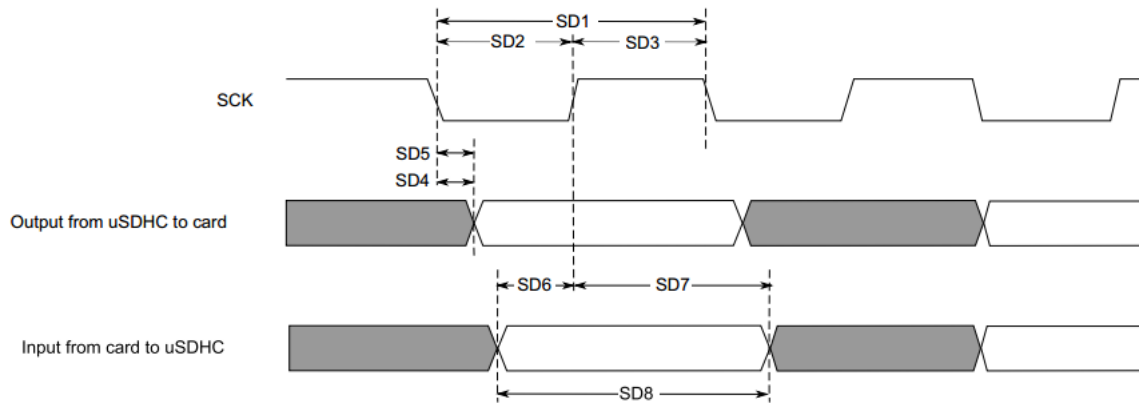 SD1
SD2 SD3
SCK
SD5
SD4
Output from uSDHC to card
SD6 SD7
Input from card to uSDHC
SD8